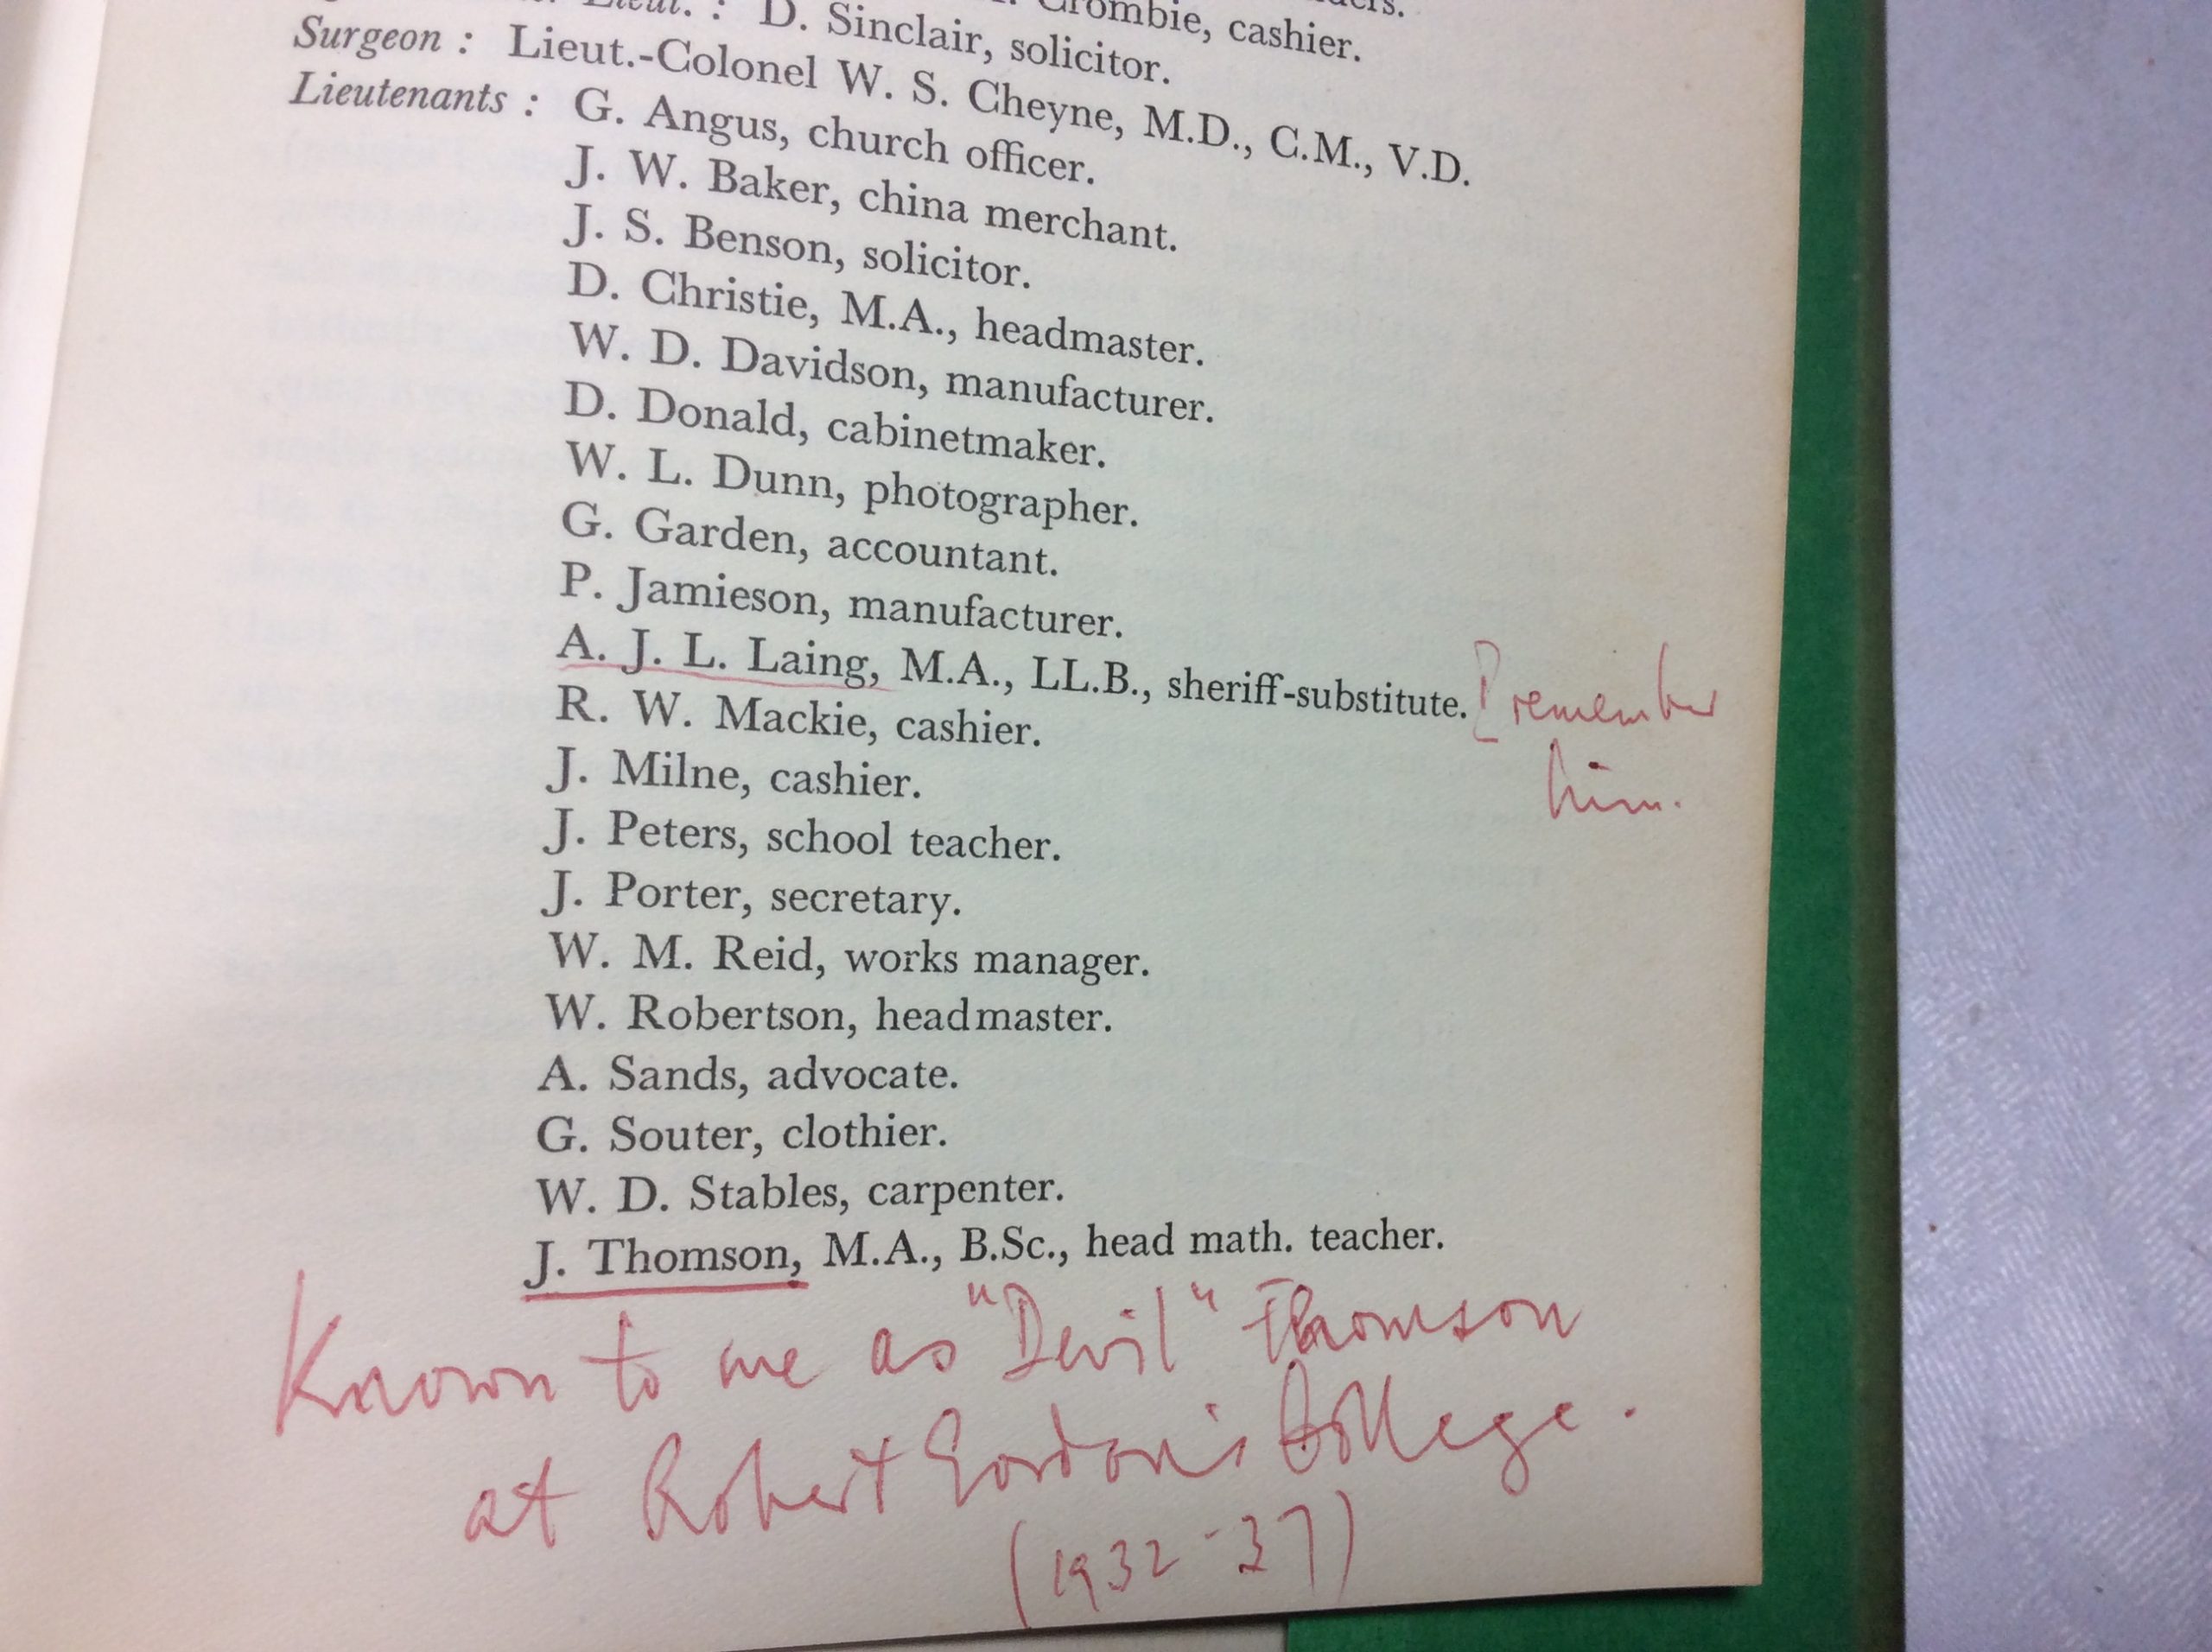 Crombie, cashier.
Lieut. : D. Sinclair, solicitor.
Surgeon : Lieut.-Colonel W. S. Cheyne, M.D., C.M., V.D.
Lieutenants : G. Angus, church officer.
J. W. Baker, china merchant.
J. S. Benson, solicitor.
D. Christie, M.A., headmaster.
W. D. Davidson, manufacturer.
D. Donald, cabinetmaker.
W. L. Dunn, photographer.
G. Garden, accountant.
P. Jamieson, manufacturer.
A. J. L. Laing, M.A., LL.B., sheriff-substitute. I remember
him.
R. W. Mackie, cashier.
J. Milne, cashier.
J. Peters, school teacher.
J. Porter, secretary.
W. M. Reid, works manager.
W. Robertson, headmaster.
A. Sands, advocate.
G. Souter, clothier.
W. D. Stables, carpenter.
J. Thomson, M.A., B.Sc., head math. teacher.
Known to me as "Devil" Thomson
at Robert Gordon's College.
(1932-37)